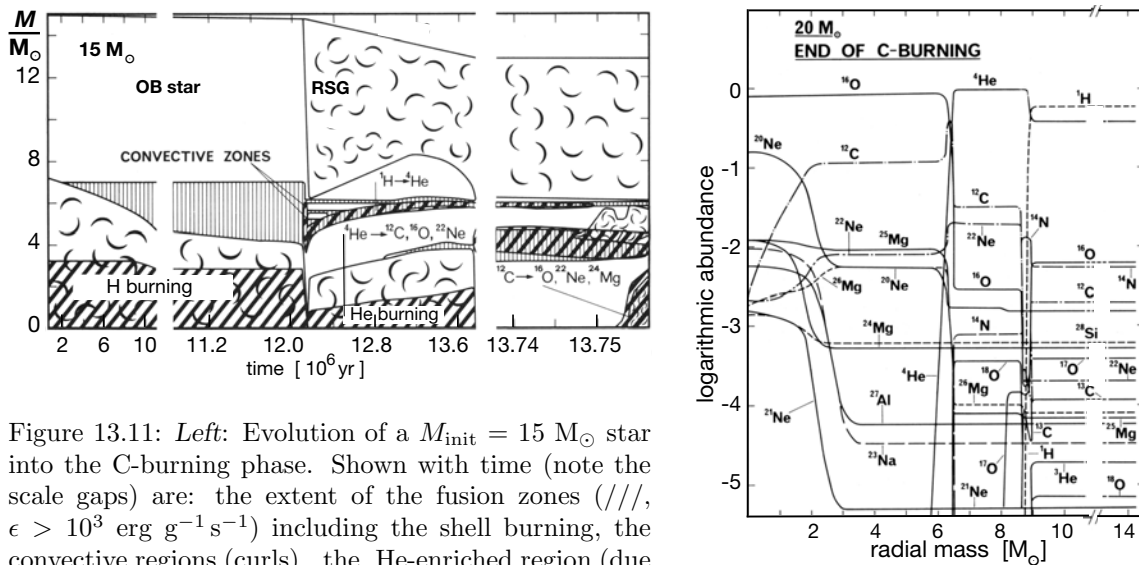 M
M⊙
12
8
4
0
15 M⊙
OB star
RSG
CONVECTIVE ZONES
¹H→⁴He
⁴He→¹²C, ¹⁶O, ²²Ne
¹²C→¹⁶O, ²²Ne, ²⁴Mg
H burning
He burning
2 6 10 11.2 12.0 12.8 13.6 13.74 13.75
time [ 10⁶ yr ]
Figure 13.11: Left: Evolution of a M_init = 15 M⊙ star
into the C-burning phase. Shown with time (note the
scale gaps) are: the extent of the fusion zones (///,
ϵ > 10³ erg g⁻¹ s⁻¹) including the shell burning, the
convective regions (curls), the He-enriched region (due
20 M⊙
END OF C-BURNING
logarithmic abundance
0
-1
-2
-3
-4
-5
¹⁶O ⁴He ¹H
²⁰Ne ¹²C
¹²C
²²Ne ²⁵Mg ²²Ne ¹⁴N
¹⁶O
²⁶Mg ²⁰Ne ¹⁶O ¹⁴N
¹²C
²⁴Mg ¹⁴N ²⁸Si
⁴He ¹⁸O ¹⁷O ²²Ne
²⁶Mg ¹³C
²⁷Al
²¹Ne ¹³C ²⁵Mg
²³Na ¹⁷O ¹H
²¹Ne ³He ¹⁸O
0 2 4 6 8 10 12 14
radial mass [M⊙]